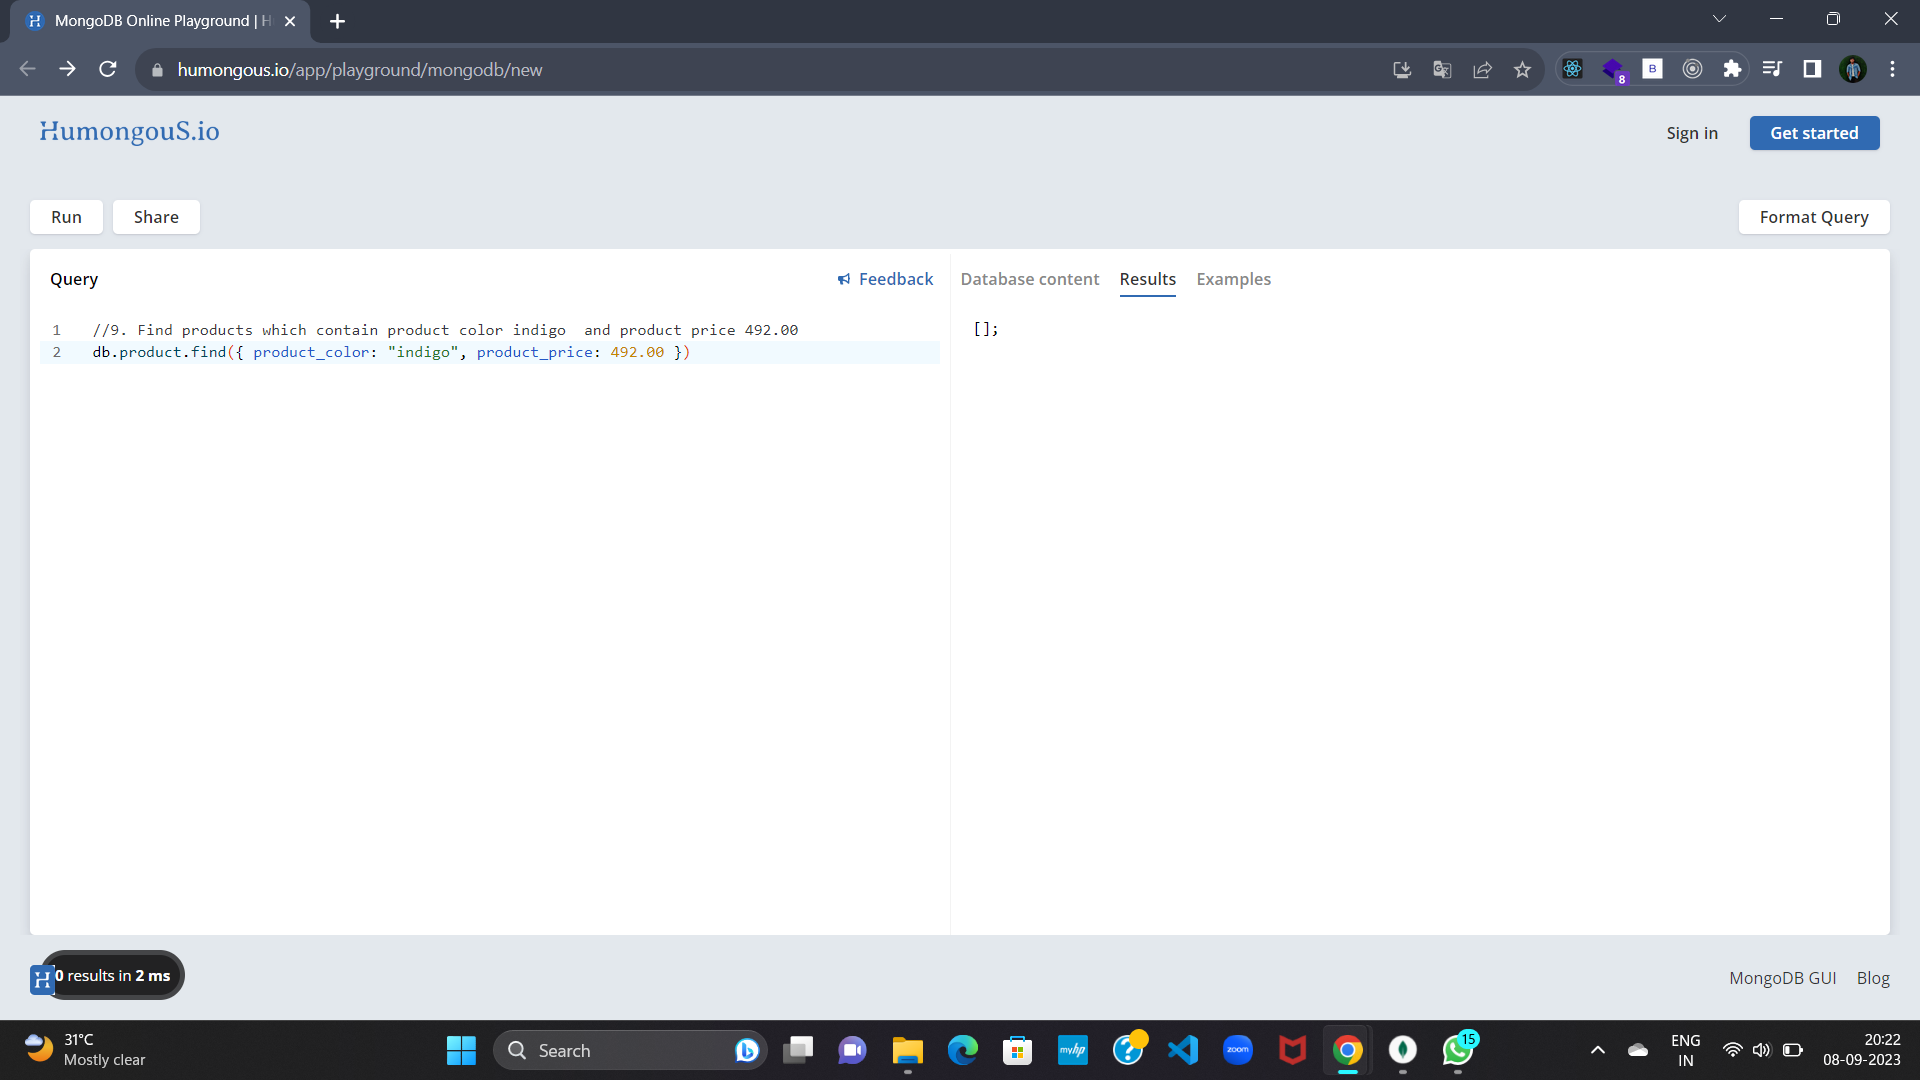 MongoDB Online Playground | H
humongous.io/app/playground/mongodb/new
8
B
HumongouS.io
Sign in
Get started
Run
Share
Format Query
Query
Feedback
Database content
Results
Examples
1 //9. Find products which contain product color indigo  and product price 492.00
2 db.product.find({ product_color: "indigo", product_price: 492.00 })
[];
H
0 results in 2 ms
MongoDB GUI
Blog
31°C
Mostly clear
Search
myhp
zoom
15
ENG
IN
20:22
08-09-2023